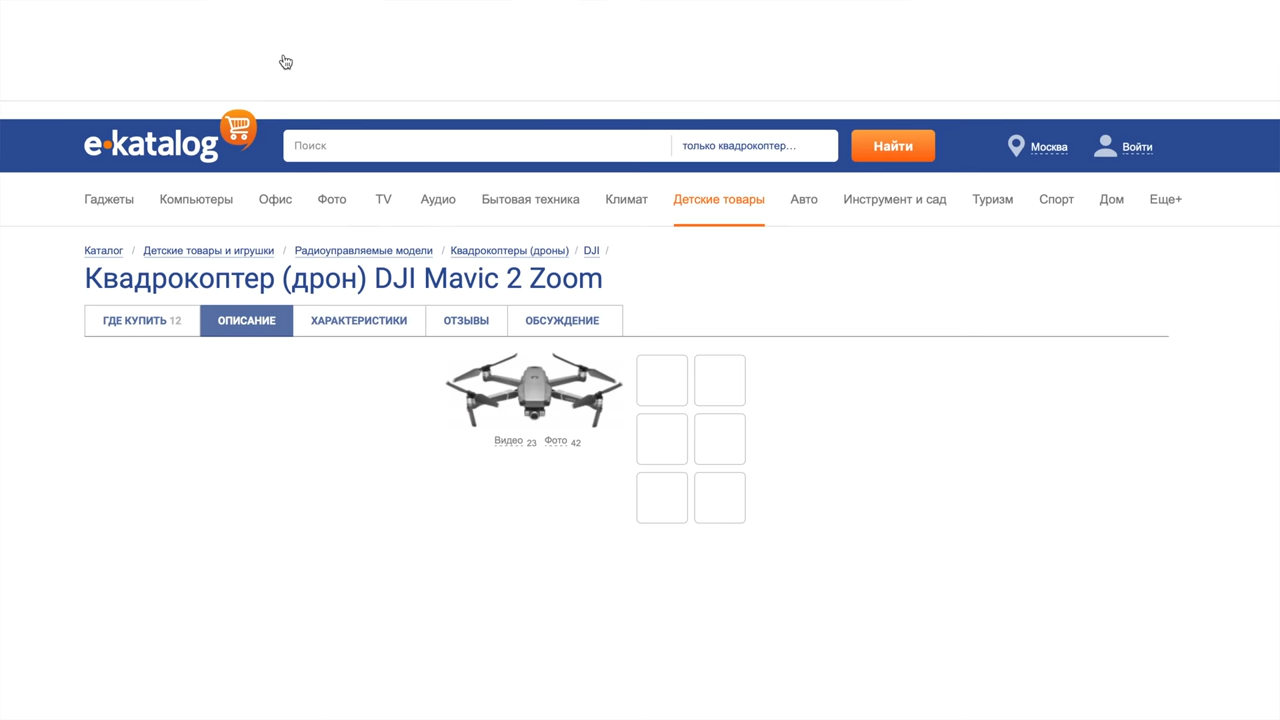 e-katalog
Поиск только квадрокоптер... Найти Москва Войти
Гаджеты Компьютеры Офис Фото TV Аудио Бытовая техника Климат Детские товары Авто Инструмент и сад Туризм Спорт Дом Еще+
Каталог / Детские товары и игрушки / Радиоуправляемые модели / Квадрокоптеры (дроны) / DJI /
Квадрокоптер (дрон) DJI Mavic 2 Zoom
ГДЕ КУПИТЬ 12 ОПИСАНИЕ ХАРАКТЕРИСТИКИ ОТЗЫВЫ ОБСУЖДЕНИЕ
Видео 23 Фото 42